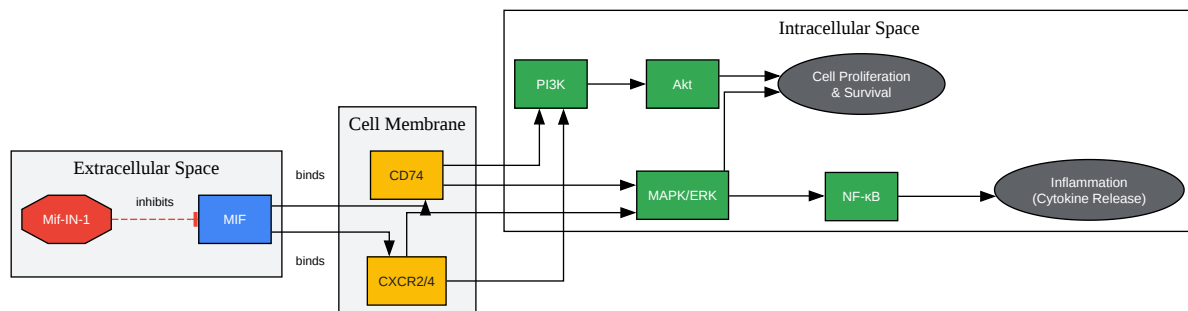 Intracellular Space
PI3K
Akt
Cell Proliferation
& Survival
Cell Membrane
Extracellular Space
binds
CD74
inhibits
Mif-IN-1
MIF
MAPK/ERK
NF-κB
Inflammation
(Cytokine Release)
binds
CXCR2/4